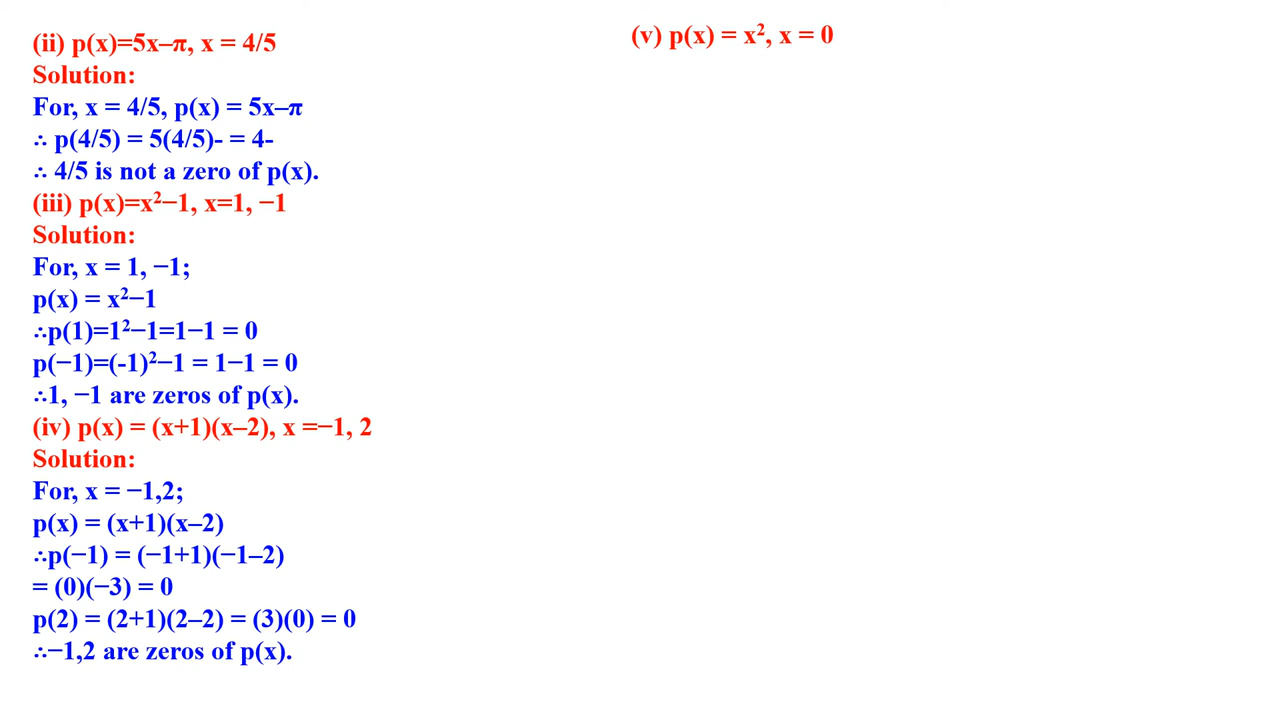 (ii) p(x)=5x–π, x = 4/5
Solution:
For, x = 4/5, p(x) = 5x–π
∴ p(4/5) = 5(4/5)- = 4-
∴ 4/5 is not a zero of p(x).
(iii) p(x)=x²−1, x=1, −1
Solution:
For, x = 1, −1;
p(x) = x²−1
∴p(1)=1²−1=1−1 = 0
p(−1)=(-1)²−1 = 1−1 = 0
∴1, −1 are zeros of p(x).
(iv) p(x) = (x+1)(x–2), x =−1, 2
Solution:
For, x = −1,2;
p(x) = (x+1)(x–2)
∴p(−1) = (−1+1)(−1–2)
= (0)(−3) = 0
p(2) = (2+1)(2–2) = (3)(0) = 0
∴−1,2 are zeros of p(x).
(v) p(x) = x², x = 0